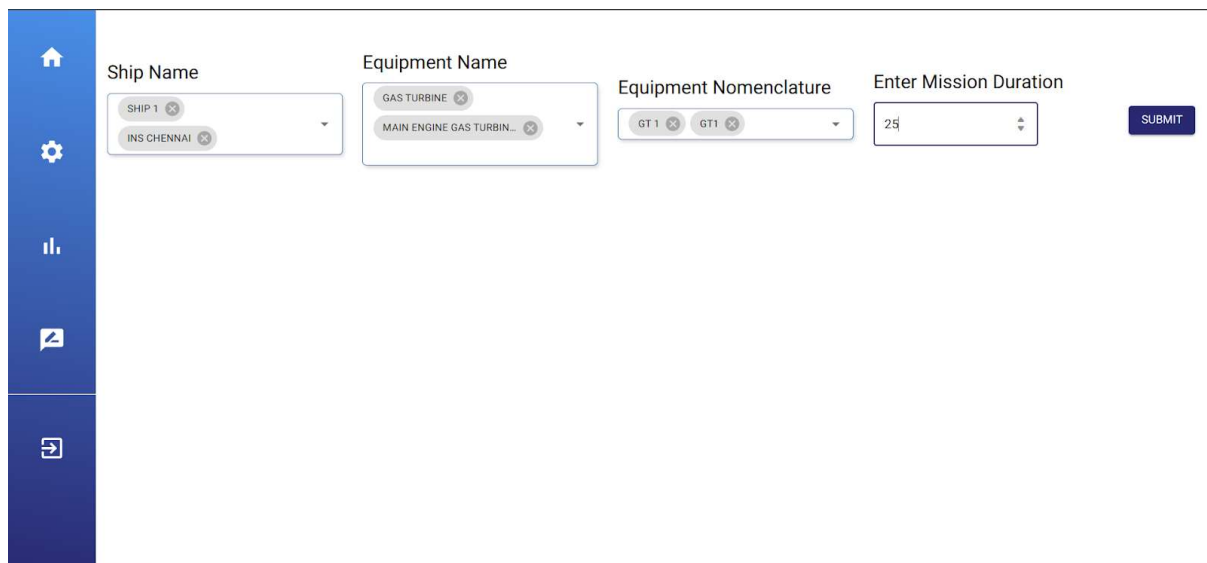 Ship Name
SHIP 1
INS CHENNAI
Equipment Name
GAS TURBINE
MAIN ENGINE GAS TURBIN...
Equipment Nomenclature
GT 1 GT1
Enter Mission Duration
25
SUBMIT